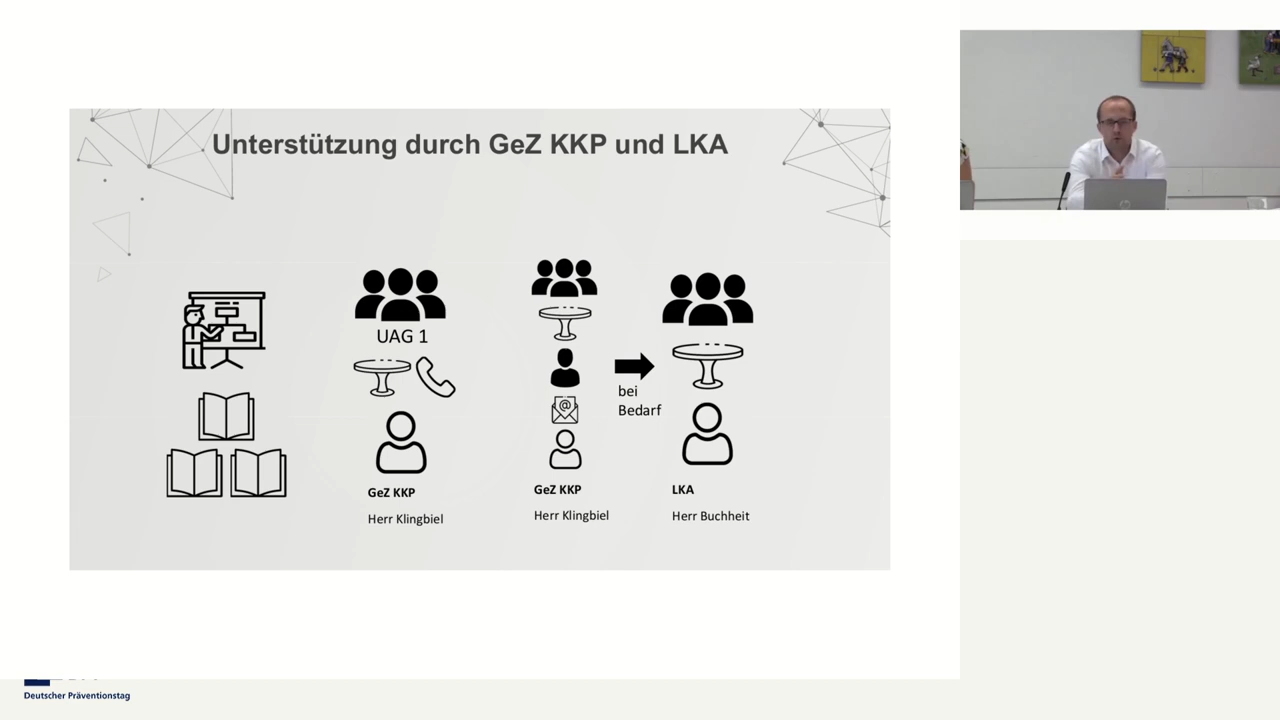 Unterstützung durch GeZ KKP und LKA
UAG 1
GeZ KKP
Herr Klingbiel
bei
Bedarf
GeZ KKP
Herr Klingbiel
LKA
Herr Buchheit
Deutscher Präventionstag